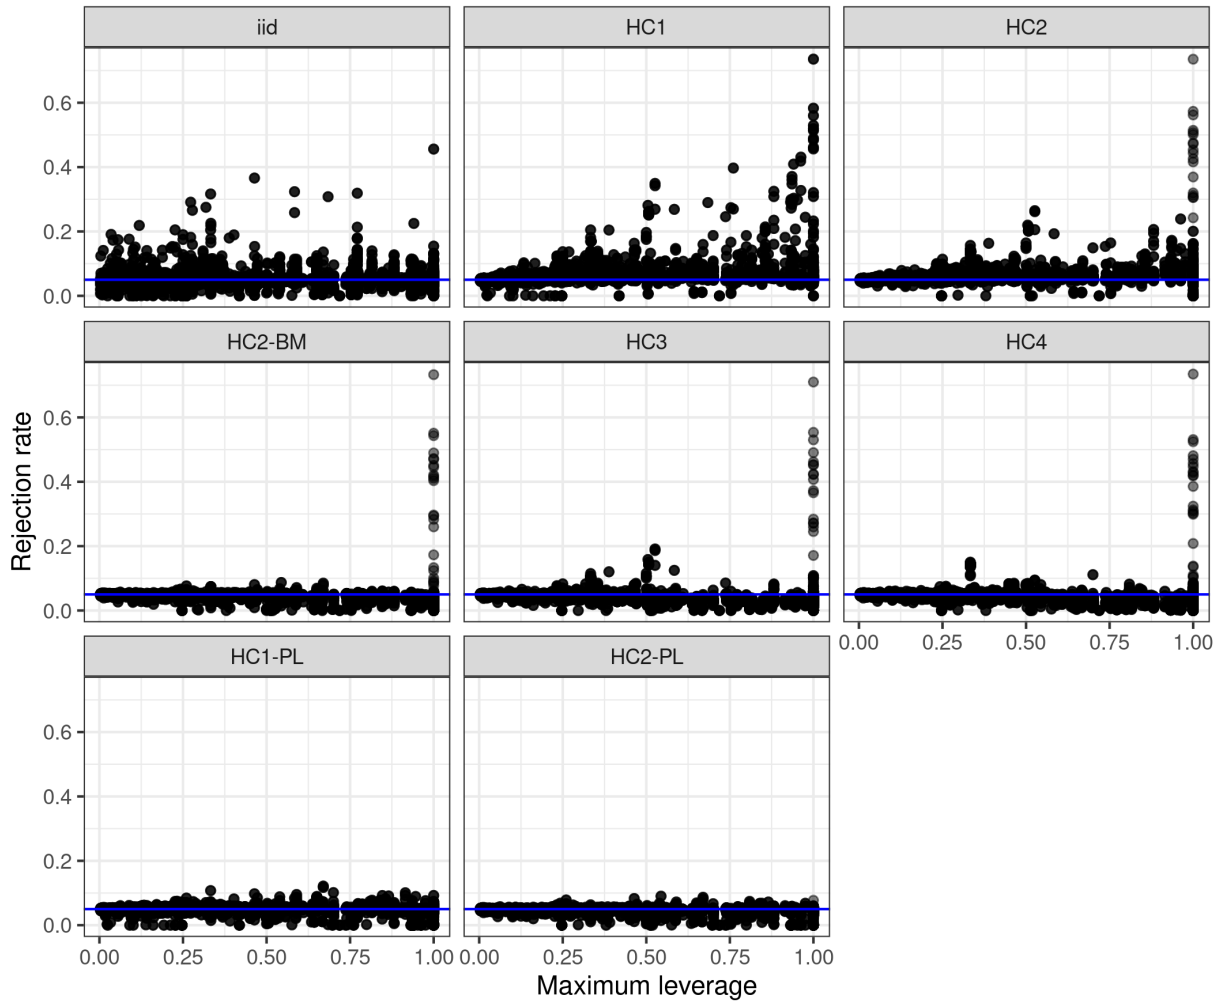 iid HC1 HC2
0.6
0.4
0.2
0.0
HC2-BM HC3 HC4
0.6
0.4
0.2
0.0
0.00 0.25 0.50 0.75 1.00
HC1-PL HC2-PL
0.6
0.4
0.2
0.0
0.00 0.25 0.50 0.75 1.00 0.00 0.25 0.50 0.75 1.00
Maximum leverage
Rejection rate